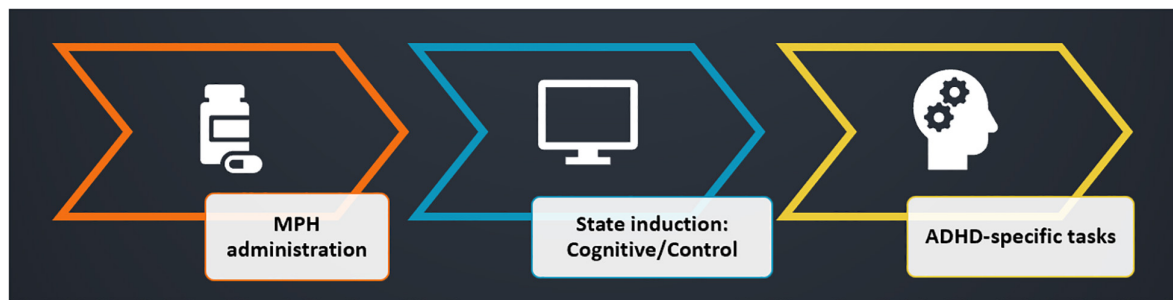 MPH
administration
State induction:
Cognitive/Control
ADHD-specific tasks